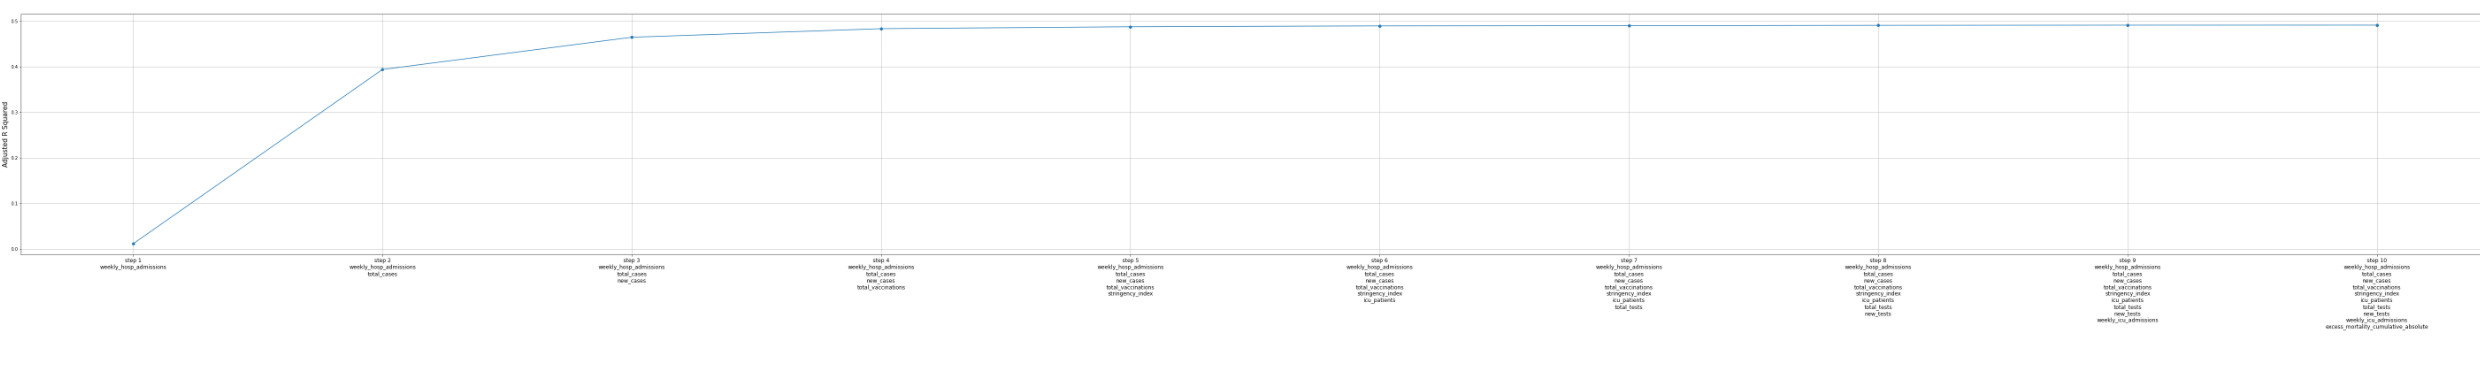 0.5
0.4
0.3
0.2
0.1
0.0
Adjusted R Squared
step 1
weekly_hosp_admissions
step 2
weekly_hosp_admissions
total_cases
step 3
weekly_hosp_admissions
total_cases
new_cases
step 4
weekly_hosp_admissions
total_cases
new_cases
total_vaccinations
step 5
weekly_hosp_admissions
total_cases
new_cases
total_vaccinations
stringency_index
step 6
weekly_hosp_admissions
total_cases
new_cases
total_vaccinations
stringency_index
icu_patients
step 7
weekly_hosp_admissions
total_cases
new_cases
total_vaccinations
stringency_index
icu_patients
total_tests
step 8
weekly_hosp_admissions
total_cases
new_cases
total_vaccinations
stringency_index
icu_patients
total_tests
new_tests
step 9
weekly_hosp_admissions
total_cases
new_cases
total_vaccinations
stringency_index
icu_patients
total_tests
new_tests
weekly_icu_admissions
step 10
weekly_hosp_admissions
total_cases
new_cases
total_vaccinations
stringency_index
icu_patients
total_tests
new_tests
weekly_icu_admissions
excess_mortality_cumulative_absolute